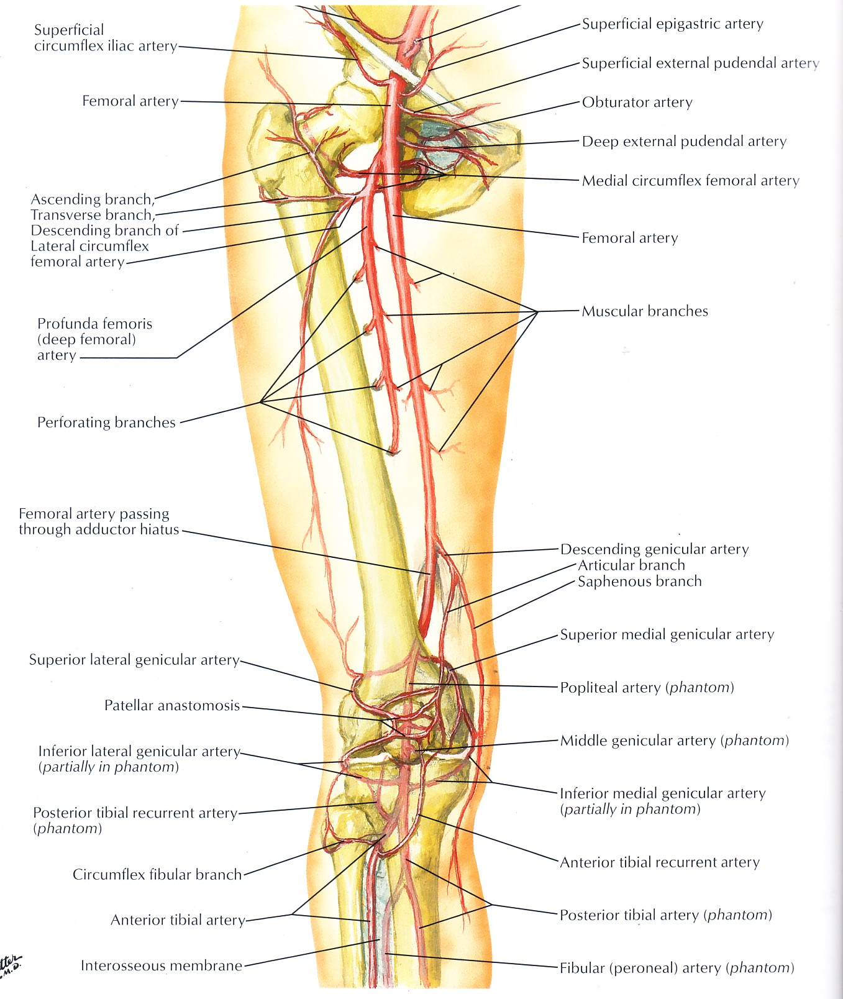 Superficial
circumflex iliac artery
Femoral artery
Ascending branch,
Transverse branch,
Descending branch of
Lateral circumflex
femoral artery
Profunda femoris
(deep femoral)
artery
Perforating branches
Femoral artery passing
through adductor hiatus
Superior lateral genicular artery
Patellar anastomosis
Inferior lateral genicular artery
(partially in phantom)
Posterior tibial recurrent artery
(phantom)
Circumflex fibular branch
Anterior tibial artery
Interosseous membrane
Superficial epigastric artery
Superficial external pudendal artery
Obturator artery
Deep external pudendal artery
Medial circumflex femoral artery
Femoral artery
Muscular branches
Descending genicular artery
Articular branch
Saphenous branch
Superior medial genicular artery
Popliteal artery (phantom)
Middle genicular artery (phantom)
Inferior medial genicular artery
(partially in phantom)
Anterior tibial recurrent artery
Posterior tibial artery (phantom)
Fibular (peroneal) artery (phantom)
M.D.